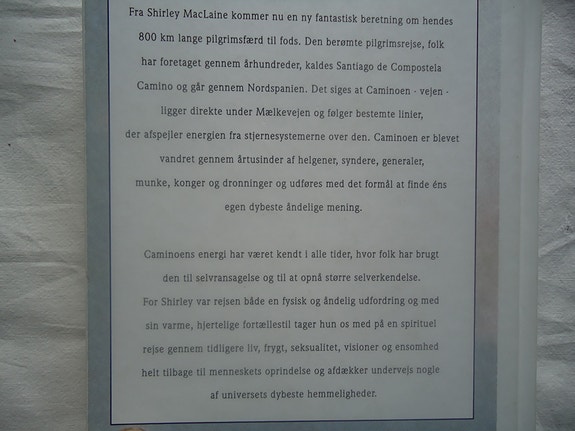 Fra Shirley MacLaine kommer nu en ny fantastisk beretning om hendes
800 km lange pilgrimsfærd til fods. Den berømte pilgrimsrejse, folk
har foretaget gennem århundreder, kaldes Santiago de Compostela
Camino og går gennem Nordspanien. Det siges at Caminoen - vejen -
ligger direkte under Mælkevejen og følger bestemte linier,
der afspejler energien fra stjernesystemerne over den. Caminoen er blevet
vandret gennem årtusinder af helgener, syndere, generaler,
munke, konger og dronninger og udføres med det formål at finde éns
egen dybeste åndelige mening.
Caminoens energi har været kendt i alle tider, hvor folk har brugt
den til selvransagelse og til at opnå større selverkendelse.
For Shirley var rejsen både en fysisk og åndelig udfordring og med
sin varme, hjertelige fortællestil tager hun os med på en spirituel
rejse gennem tidligere liv, frygt, seksualitet, visioner og ensomhed
helt tilbage til menneskets oprindelse og afdækker undervejs nogle
af universets dybeste hemmeligheder.